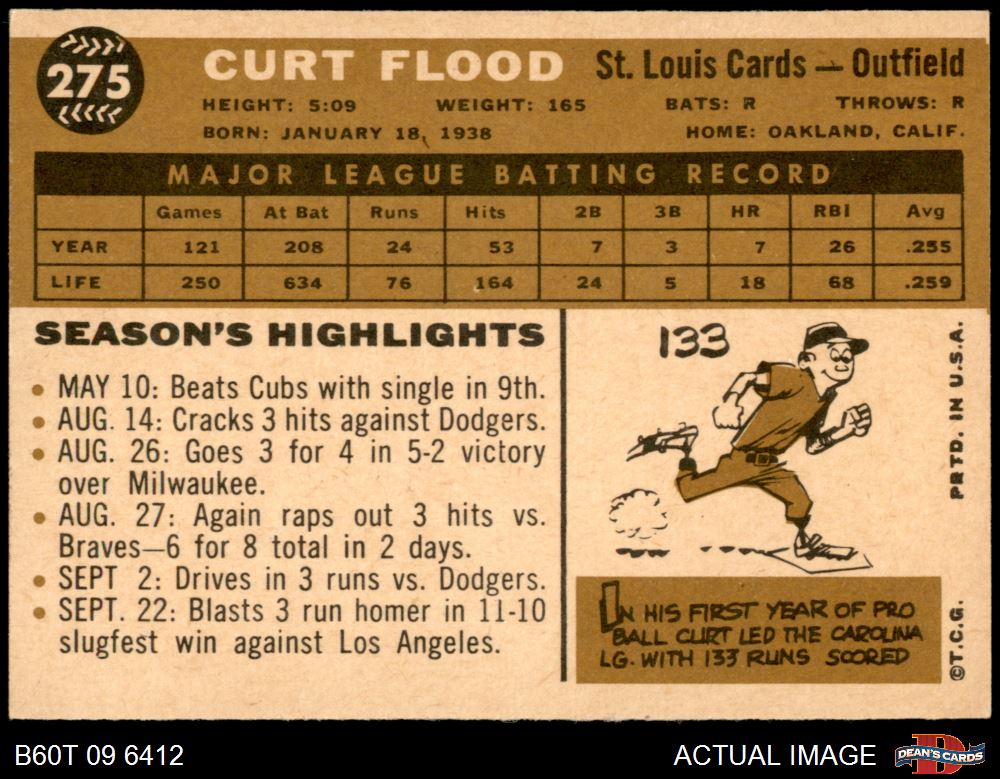 275
CURT FLOOD St. Louis Cards — Outfield
HEIGHT: 5:09 WEIGHT: 165 BATS: R THROWS: R
BORN: JANUARY 18, 1938 HOME: OAKLAND, CALIF.
MAJOR LEAGUE BATTING RECORD
Games At Bat Runs Hits 2B 3B HR RBI Avg
YEAR 121 208 24 53 7 3 7 26 .255
LIFE 250 634 76 164 24 5 18 68 .259
SEASON'S HIGHLIGHTS
• MAY 10: Beats Cubs with single in 9th.
• AUG. 14: Cracks 3 hits against Dodgers.
• AUG. 26: Goes 3 for 4 in 5-2 victory
over Milwaukee.
• AUG. 27: Again raps out 3 hits vs.
Braves—6 for 8 total in 2 days.
• SEPT 2: Drives in 3 runs vs. Dodgers.
• SEPT. 22: Blasts 3 run homer in 11-10
slugfest win against Los Angeles.
133
IN HIS FIRST YEAR OF PRO
BALL CURT LED THE CAROLINA
LG. WITH 133 RUNS SCORED
PRTD. IN U.S.A.
©T.C.G.
B60T 09 6412 ACTUAL IMAGE
DEAN'S CARDS